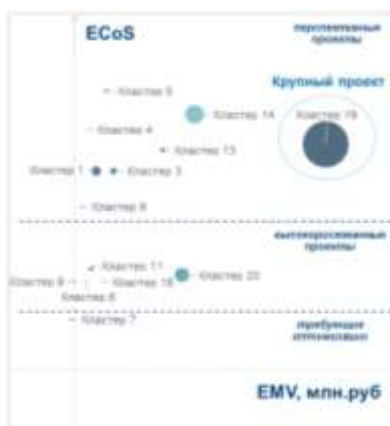 ECoS
перспективные
проекты
Крупный проект
Кластер 5
Кластер 14
Кластер 19
Кластер 4
Кластер 13
Кластер 1
Кластер 3
Кластер 8
высокорискованные
проекты
Кластер 11
Кластер 9
Кластер 18
Кластер 20
Кластер 6
Кластер 7
требующие
оптимизации
EMV, млн.руб